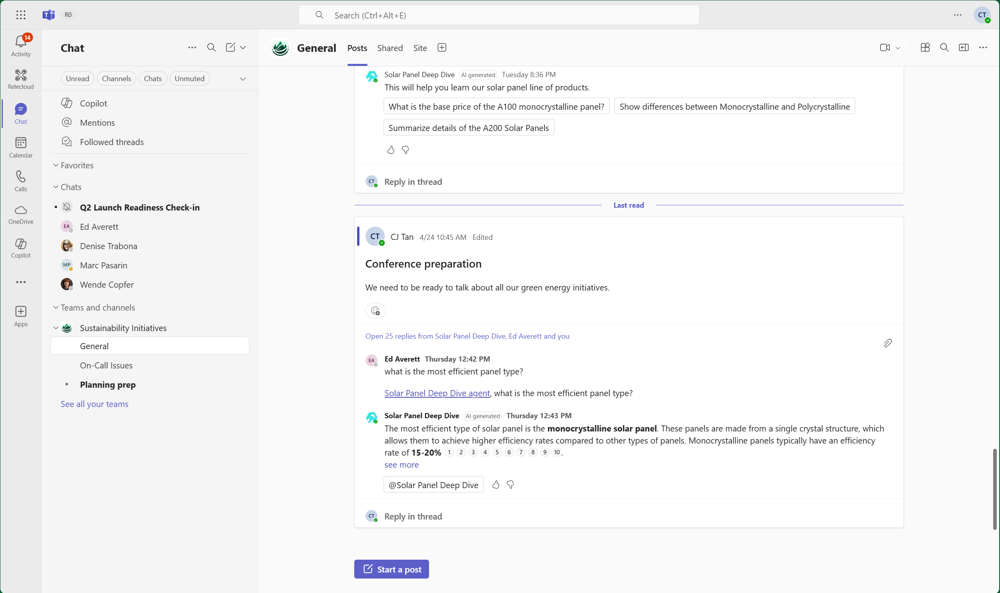 R0
Search (Ctrl+Alt+E)
CT
14
Activity
Relecloud
Chat
Calendar
Calls
OneDrive
Copilot
Apps
Chat
Unread
Channels
Chats
Unmuted
Copilot
Mentions
Followed threads
Favorites
Chats
Q2 Launch Readiness Check-in
EA Ed Averett
Denise Trabona
MP Marc Pasarin
Wende Copfer
Teams and channels
Sustainability Initiatives
General
On-Call Issues
Planning prep
See all your teams
General Posts Shared Site
Solar Panel Deep Dive AI generated Tuesday 8:36 PM
This will help you learn our solar panel line of products.
What is the base price of the A100 monocrystalline panel?
Show differences between Monocrystalline and Polycrystalline
Summarize details of the A200 Solar Panels
CT Reply in thread
Last read
CT CJ Tan 4/24 10:45 AM Edited
Conference preparation
We need to be ready to talk about all our green energy initiatives.
Open 25 replies from Solar Panel Deep Dive, Ed Averett and you
EA Ed Averett Thursday 12:42 PM
what is the most efficient panel type?
Solar Panel Deep Dive agent, what is the most efficient panel type?
Solar Panel Deep Dive AI generated Thursday 12:43 PM
The most efficient type of solar panel is the monocrystalline solar panel. These panels are made from a single crystal structure, which
allows them to achieve higher efficiency rates compared to other types of panels. Monocrystalline panels typically have an efficiency
rate of 15-20% 1 2 3 4 5 6 7 8 9 10.
see more
@Solar Panel Deep Dive
CT Reply in thread
Start a post